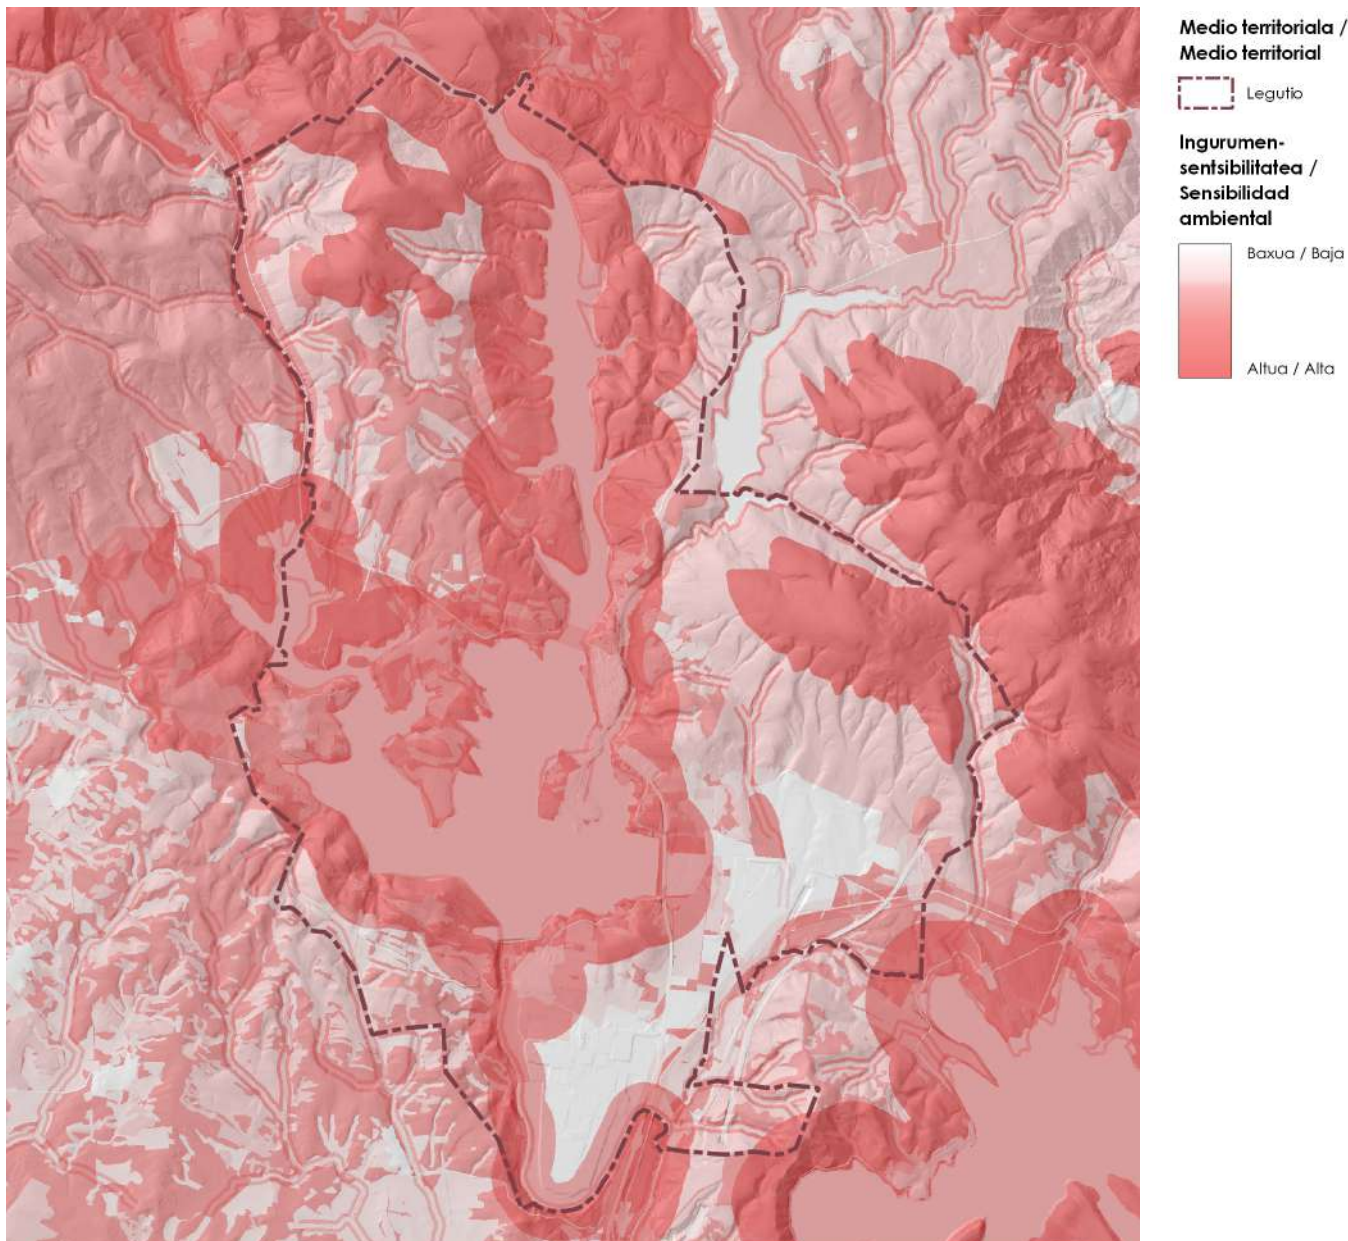 Medio territoriala /
Medio territorial
Legutio
Ingurumen-
sentsibilitatea /
Sensibilidad
ambiental
Baxua / Baja
Altua / Alta